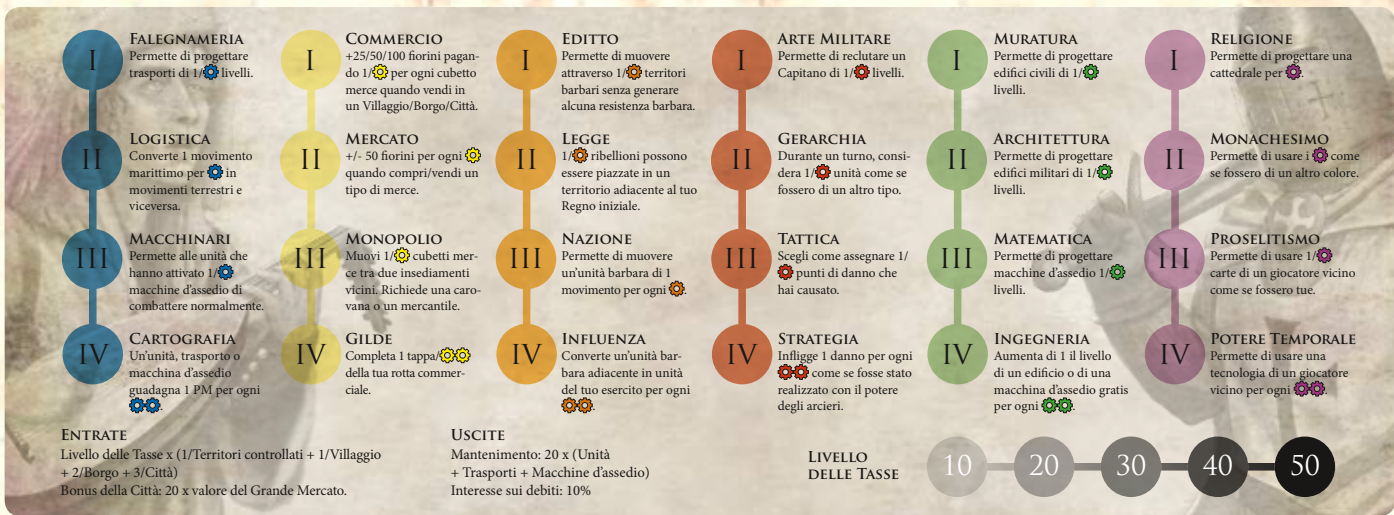 I
FALEGNAMERIA
Permette di progettare
trasporti di 1/ livelli.
II
LOGISTICA
Converte 1 movimento
marittimo per in
movimenti terrestri e
viceversa.
III
MACCHINARI
Permette alle unità che
hanno attivato 1/
macchine d'assedio di
combattere normalmente.
IV
CARTOGRAFIA
Un'unità, trasporto o
macchina d'assedio
guadagna 1 PM per ogni
.
I
COMMERCIO
+25/50/100 fiorini pagan-
do 1/ per ogni cubetto
merce quando vendi in
un Villaggio/Borgo/Città.
II
MERCATO
+/- 50 fiorini per ogni
quando compri/vendi un
tipo di merce.
III
MONOPOLIO
Muovi 1/ cubetti mer-
ce tra due insediamenti
vicini. Richiede una caro-
vana o un mercantile.
IV
GILDE
Completa 1 tappa/
della tua rotta commer-
ciale.
I
EDITTO
Permette di muovere
attraverso 1/ territori
barbari senza generare
alcuna resistenza barbara.
II
LEGGE
1/ ribellioni possono
essere piazzate in un
territorio adiacente al tuo
Regno iniziale.
III
NAZIONE
Permette di muovere
un'unità barbara di 1
movimento per ogni .
IV
INFLUENZA
Converte un'unità bar-
bara adiacente in unità
del tuo esercito per ogni
.
I
ARTE MILITARE
Permette di reclutare un
Capitano di 1/ livelli.
II
GERARCHIA
Durante un turno, consi-
dera 1/ unità come se
fossero di un altro tipo.
III
TATTICA
Scegli come assegnare 1/
punti di danno che
hai causato.
IV
STRATEGIA
Infligge 1 danno per ogni
come se fosse stato
realizzato con il potere
degli arcieri.
I
MURATURA
Permette di progettare
edifici civili di 1/
livelli.
II
ARCHITETTURA
Permette di progettare
edifici militari di 1/
livelli.
III
MATEMATICA
Permette di progettare
macchine d'assedio 1/
livelli.
IV
INGEGNERIA
Aumenta di 1 il livello
di un edificio o di una
macchina d'assedio gratis
per ogni .
I
RELIGIONE
Permette di progettare una
cattedrale per .
II
MONACHESIMO
Permette di usare i come
se fossero di un altro colore.
III
PROSELITISMO
Permette di usare 1/
carte di un giocatore vicino
come se fossero tue.
IV
POTERE TEMPORALE
Permette di usare una
tecnologia di un giocatore
vicino per ogni .
ENTRATE
Livello delle Tasse x (1/Territori controllati + 1/Villaggio
+ 2/Borgo + 3/Città)
Bonus della Città: 20 x valore del Grande Mercato.
USCITE
Mantenimento: 20 x (Unità
+ Trasporti + Macchine d'assedio)
Interesse sui debiti: 10%
LIVELLO
DELLE TASSE
10 20 30 40 50